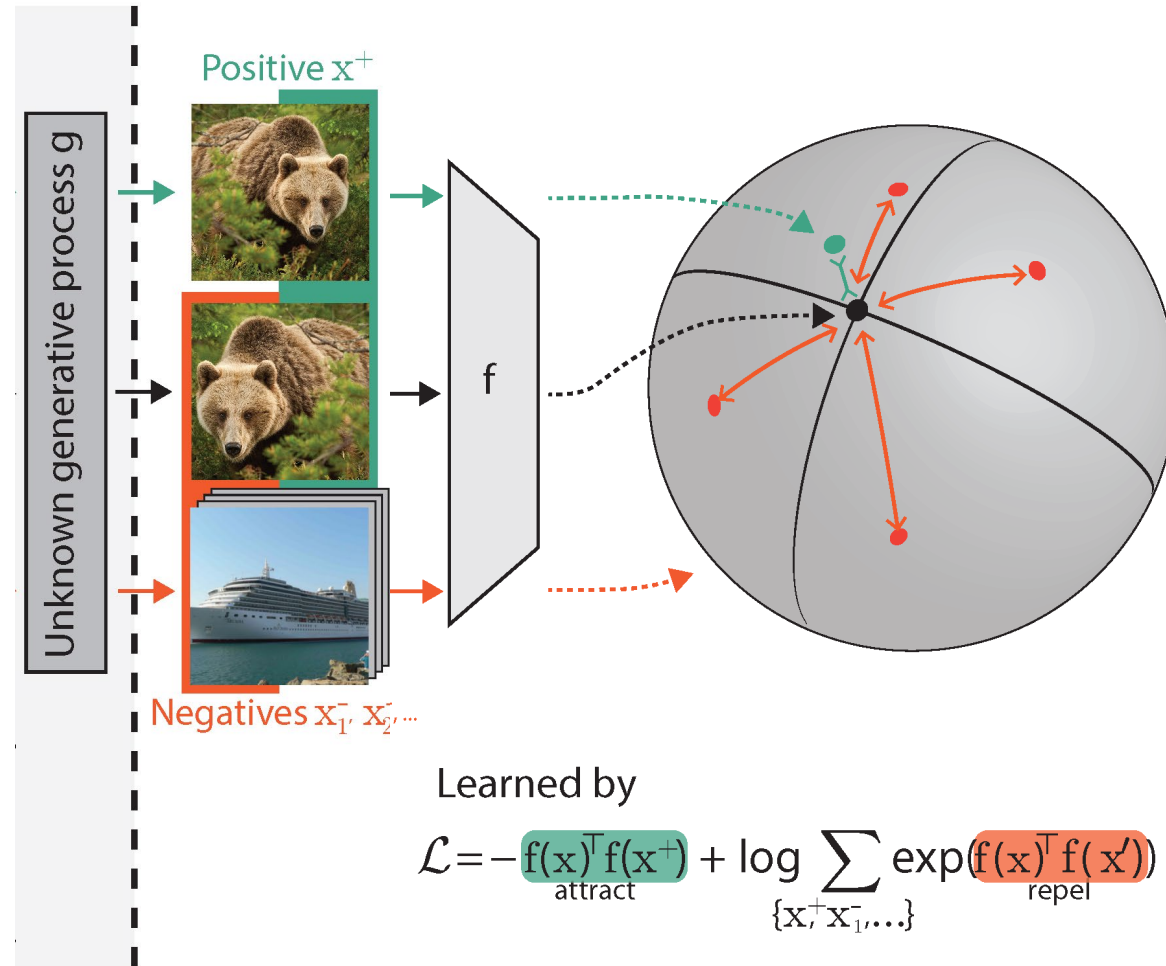 Positive x⁺
Unknown generative process g
f
Negatives x₁⁻, x₂⁻, ...
Learned by
ℒ = − f(x)ᵀf(x⁺) + log ∑ exp(f(x)ᵀf(x′))
attract
{x,⁺x₁⁻,...}
repel